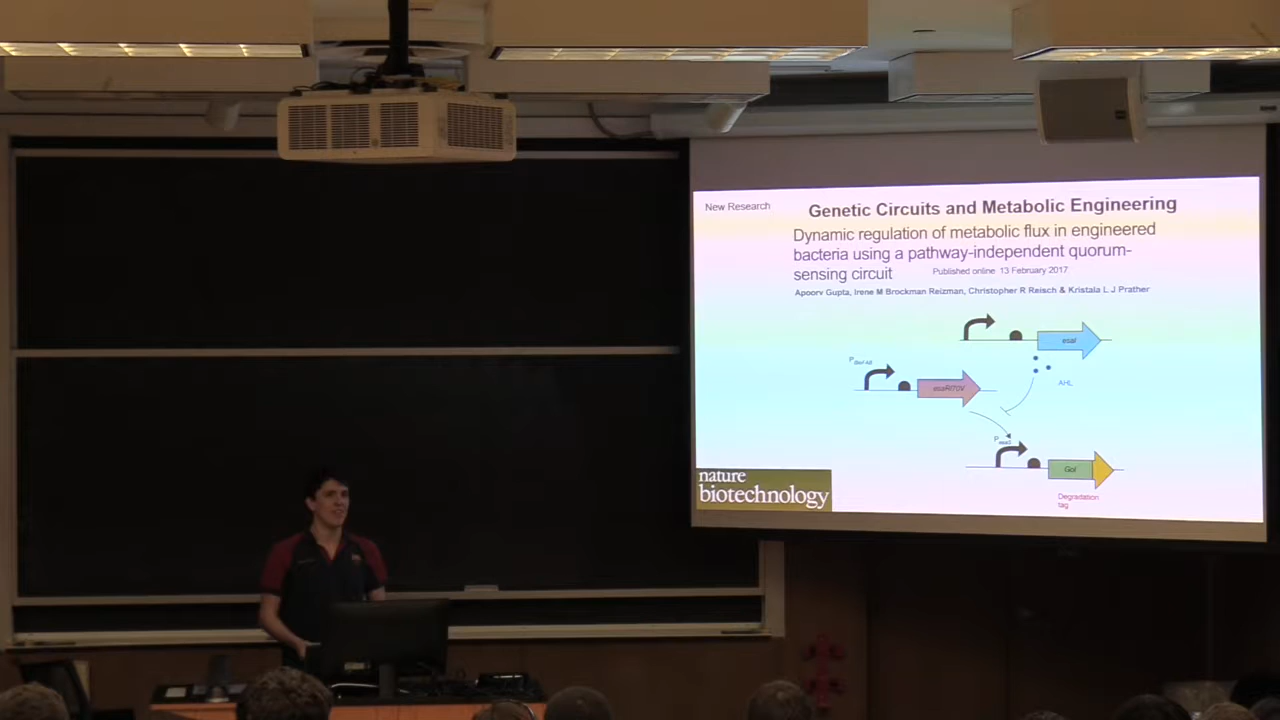 New Research
Genetic Circuits and Metabolic Engineering
Dynamic regulation of metabolic flux in engineered
bacteria using a pathway-independent quorum-
sensing circuit
Published online 13 February 2017
Apoorv Gupta, Irene M Brockman Reizman, Christopher R Reisch & Kristala L J Prather
esaI
P
esaRI70V
AHL
P
GoI
Degradation
tag
nature
biotechnology